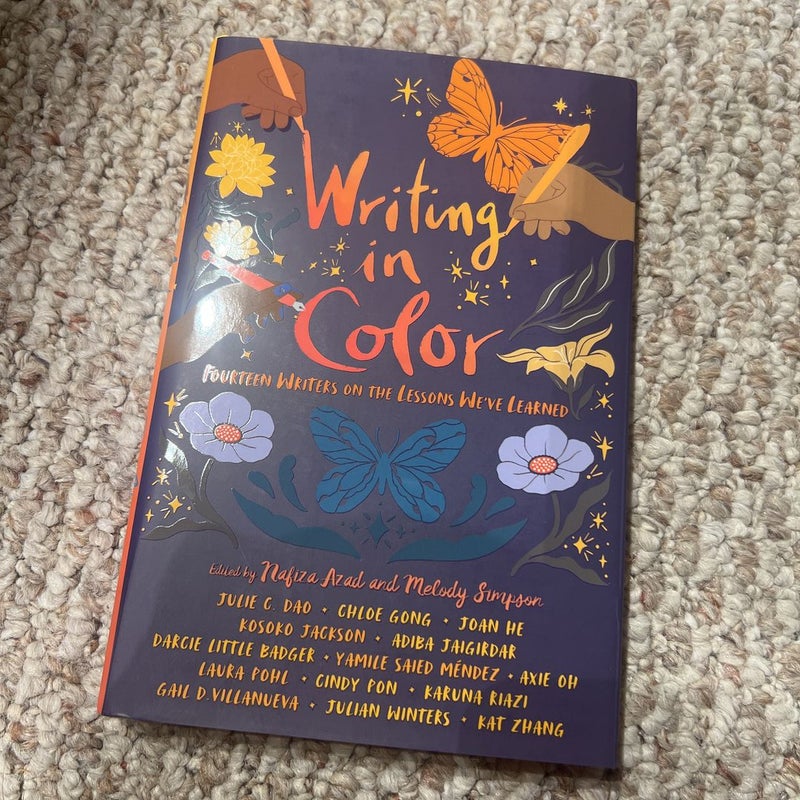 Writing
in
Color
Fourteen Writers on the Lessons We've Learned
Edited by Nafiza Azad and Melody Simpson
JULIE C. DAO • CHLOE GONG • JOAN HE
KOSOKO JACKSON • ADIBA JAIGIRDAR
DARCIE LITTLE BADGER • YAMILE SAIED MÉNDEZ • AXIE OH
LAURA POHL • CINDY PON • KARUNA RIAZI
GAIL D. VILLANUEVA • JULIAN WINTERS • KAT ZHANG